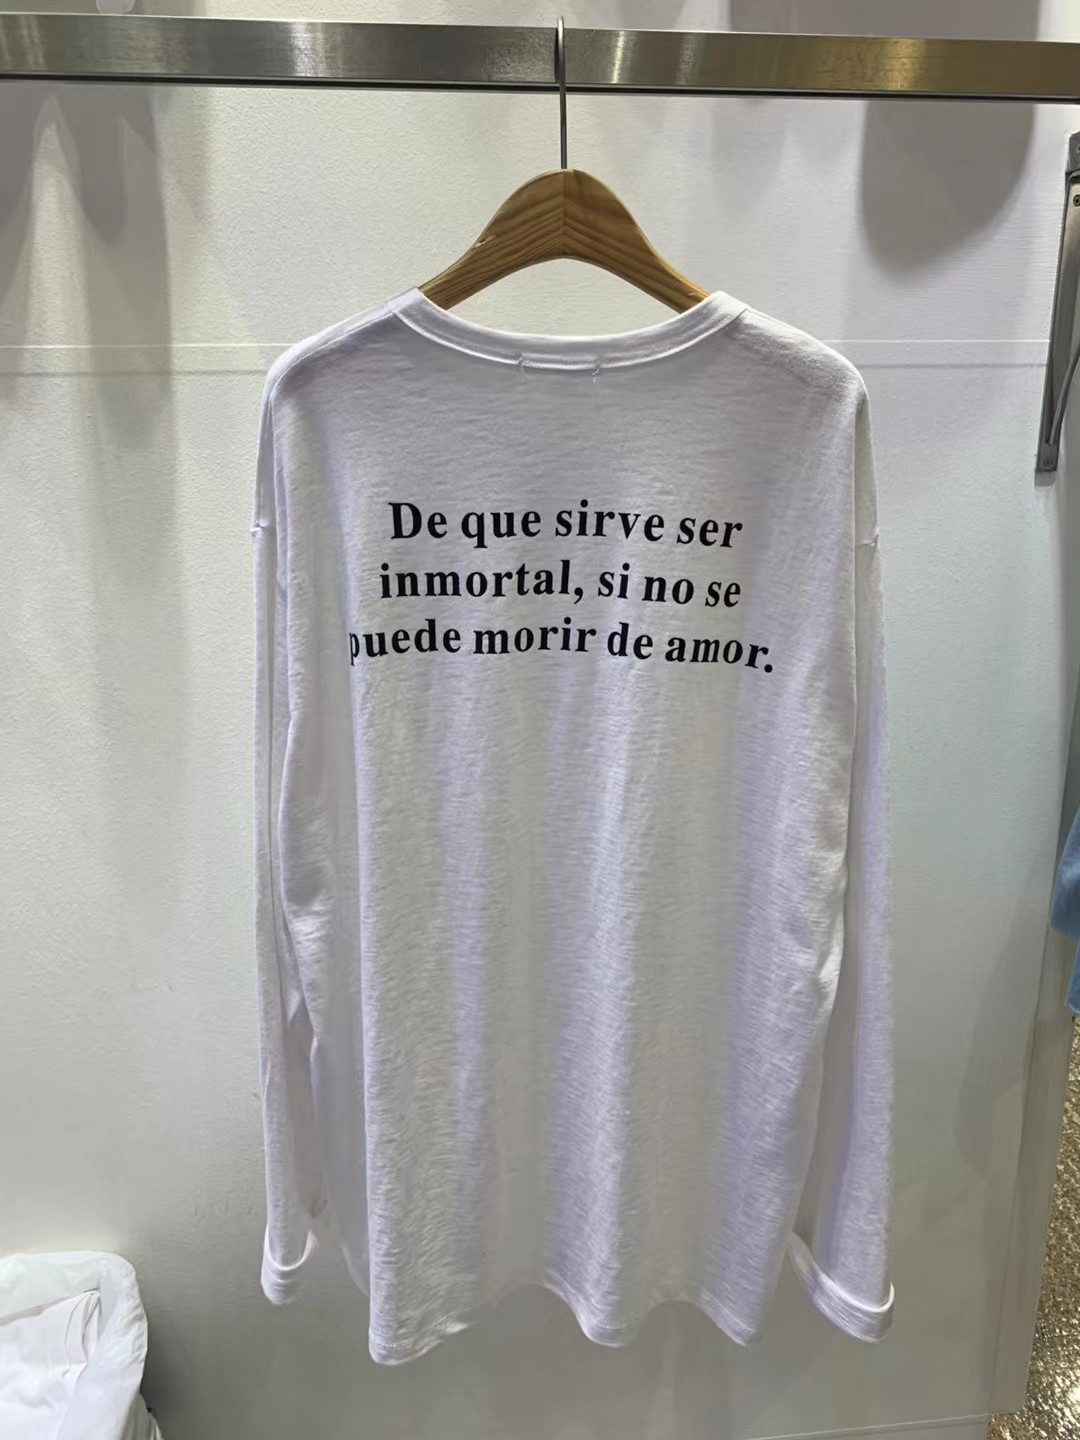 De que sirve ser
inmortal, si no se
puede morir de amor.